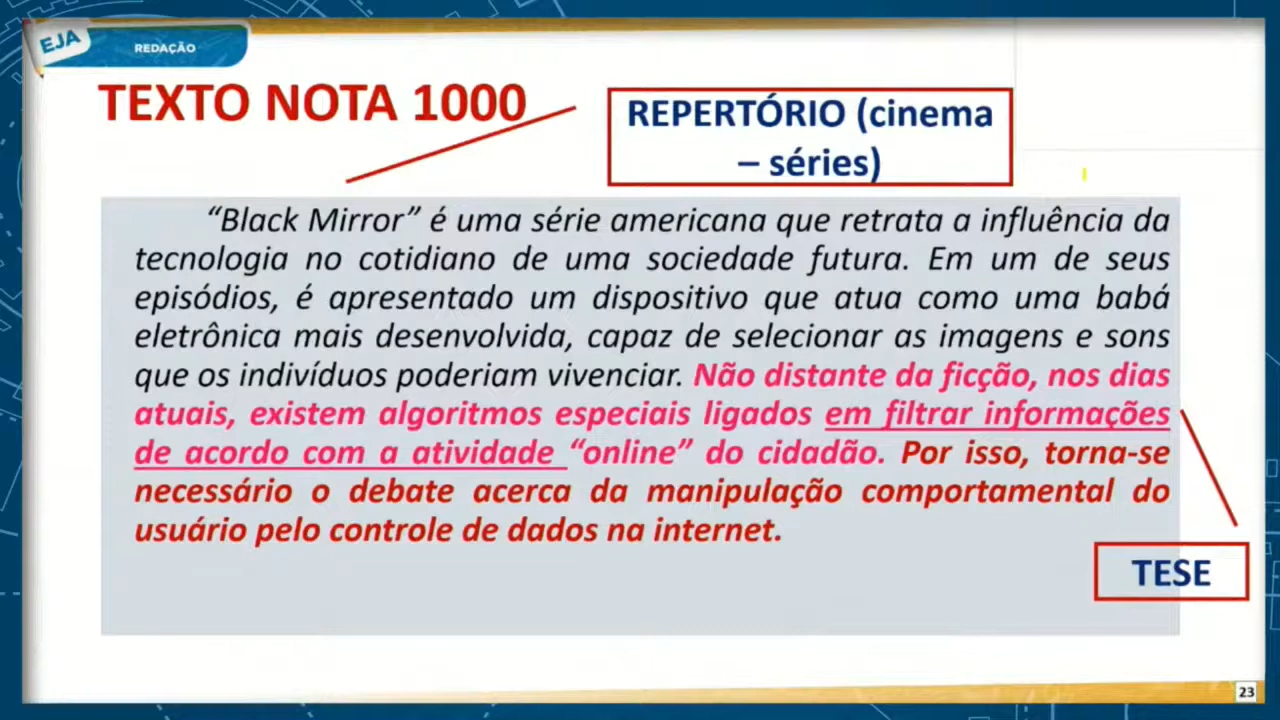 EJA
REDAÇÃO
TEXTO NOTA 1000
REPERTÓRIO (cinema
– séries)
“Black Mirror” é uma série americana que retrata a influência da
tecnologia no cotidiano de uma sociedade futura. Em um de seus
episódios, é apresentado um dispositivo que atua como uma babá
eletrônica mais desenvolvida, capaz de selecionar as imagens e sons
que os indivíduos poderiam vivenciar. Não distante da ficção, nos dias
atuais, existem algoritmos especiais ligados em filtrar informações
de acordo com a atividade “online” do cidadão. Por isso, torna-se
necessário o debate acerca da manipulação comportamental do
usuário pelo controle de dados na internet.
TESE
23